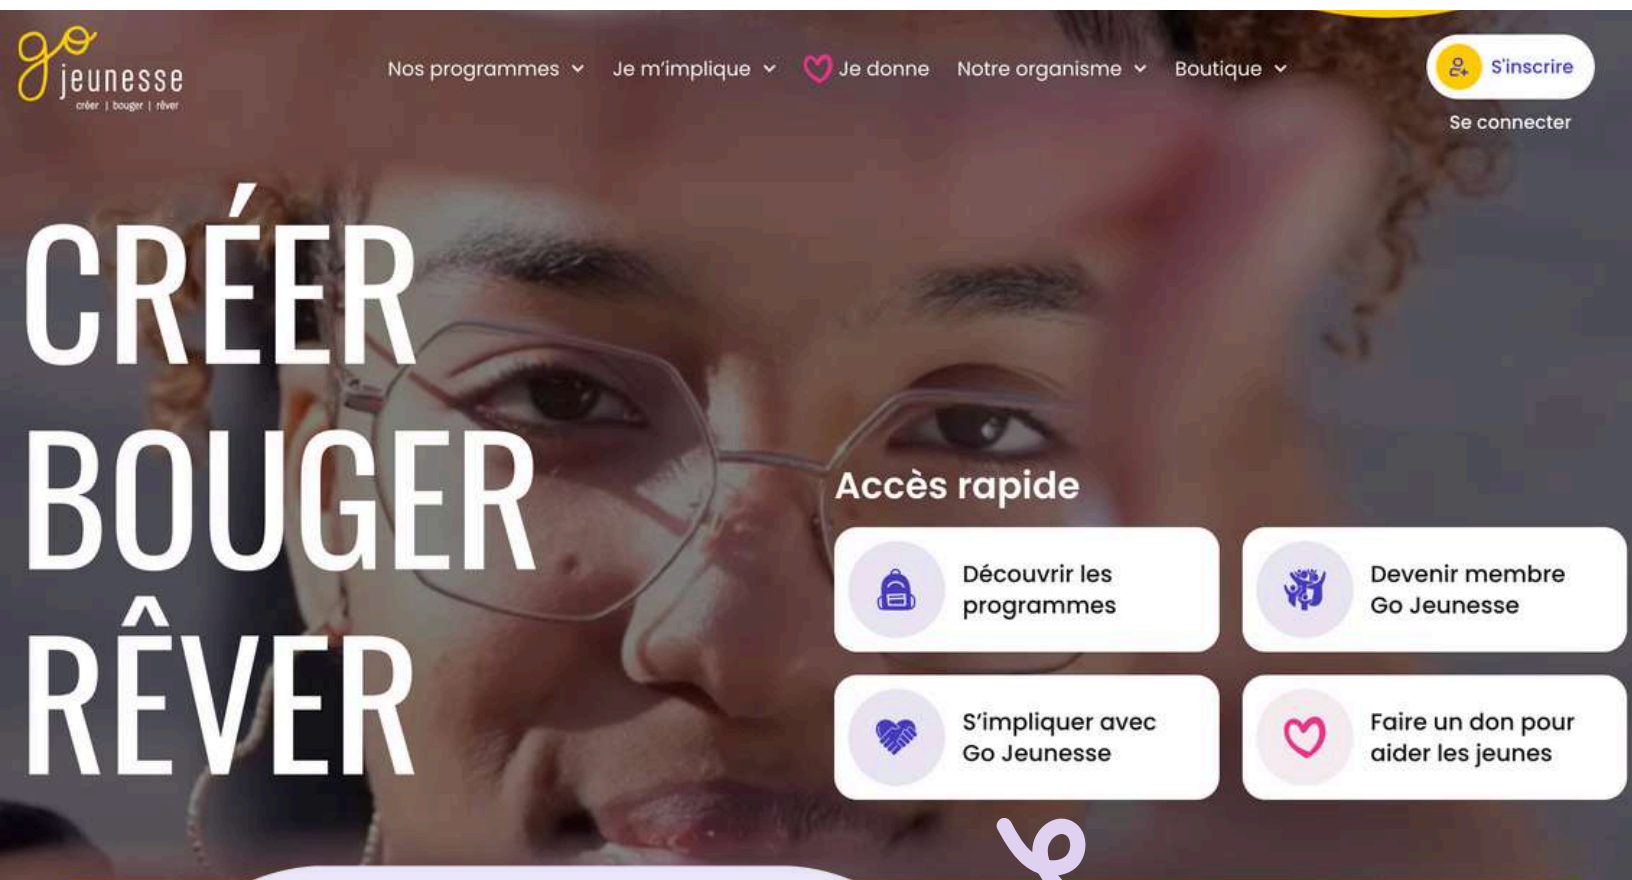 go
jeunesse
créer | bouger | rêver
Nos programmes
Je m’implique
Je donne
Notre organisme
Boutique
S'inscrire
Se connecter
CRÉER
BOUGER
RÊVER
Accès rapide
Découvrir les
programmes
Devenir membre
Go Jeunesse
S’impliquer avec
Go Jeunesse
Faire un don pour
aider les jeunes